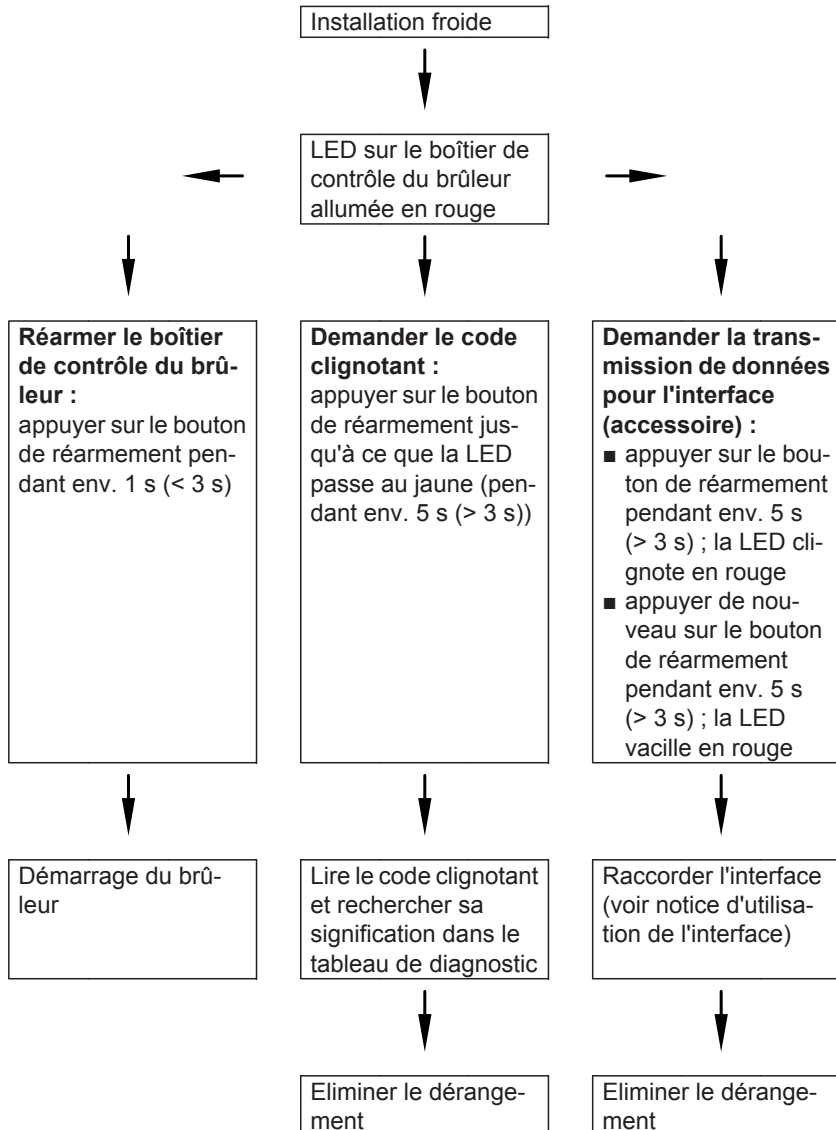 Installation froide
LED sur le boîtier de
contrôle du brûleur
allumée en rouge
Réarmer le boîtier
de contrôle du brû-
leur :
appuyer sur le bouton
de réarmement pen-
dant env. 1 s (< 3 s)
Demander le code
clignotant :
appuyer sur le bouton
de réarmement jus-
qu'à ce que la LED
passe au jaune (pen-
dant env. 5 s (> 3 s))
Demander la trans-
mission de données
pour l'interface
(accessoire) :
■ appuyer sur le bou-
ton de réarmement
pendant env. 5 s
(> 3 s) ; la LED cli-
gnote en rouge
■ appuyer de nou-
veau sur le bouton
de réarmement
pendant env. 5 s
(> 3 s) ; la LED
vacille en rouge
Démarrage du brû-
leur
Lire le code clignotant
et rechercher sa
signification dans le
tableau de diagnostic
Raccorder l'interface
(voir notice d'utilisa-
tion de l'interface)
Eliminer le dérange-
ment
Eliminer le dérange-
ment